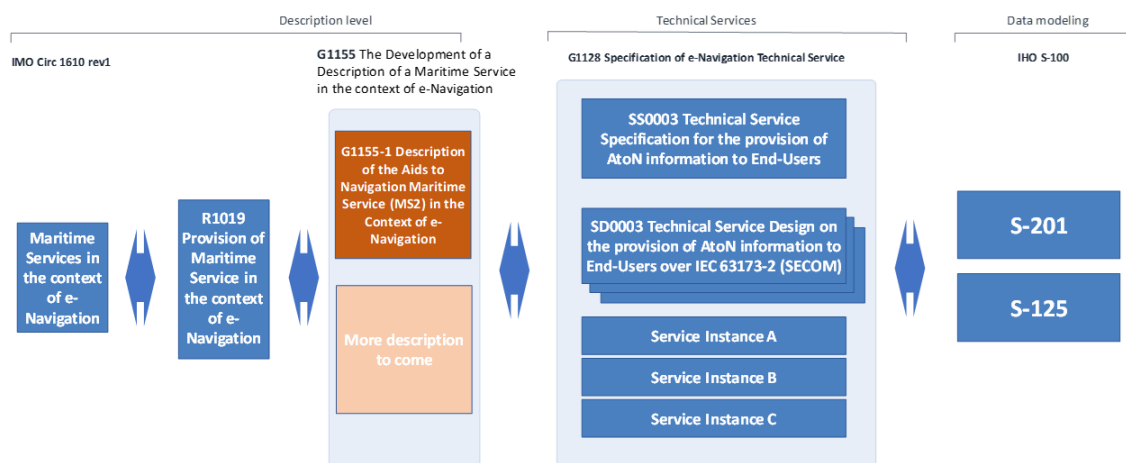 Description level
Technical Services
Data modeling
IMO Circ 1610 rev1
G1155 The Development of a
Description of a Maritime Service
in the context of e-Navigation
G1128 Specification of e-Navigation Technical Service
IHO S-100
Maritime
Services in
the context
of e-
Navigation
R1019
Provision of
Maritime
Service in
the context
of e-
Navigation
G1155-1 Description
of the Aids to
Navigation Maritime
Service (MS2) in the
Context of e-
Navigation
More description
to come
SS0003 Technical Service
Specification for the provision of
AtoN information to End-Users
SD0003 Technical Service Design on
the provision of AtoN information to
End-Users over IEC 63173-2 (SECOM)
Service Instance A
Service Instance B
Service Instance C
S-201
S-125